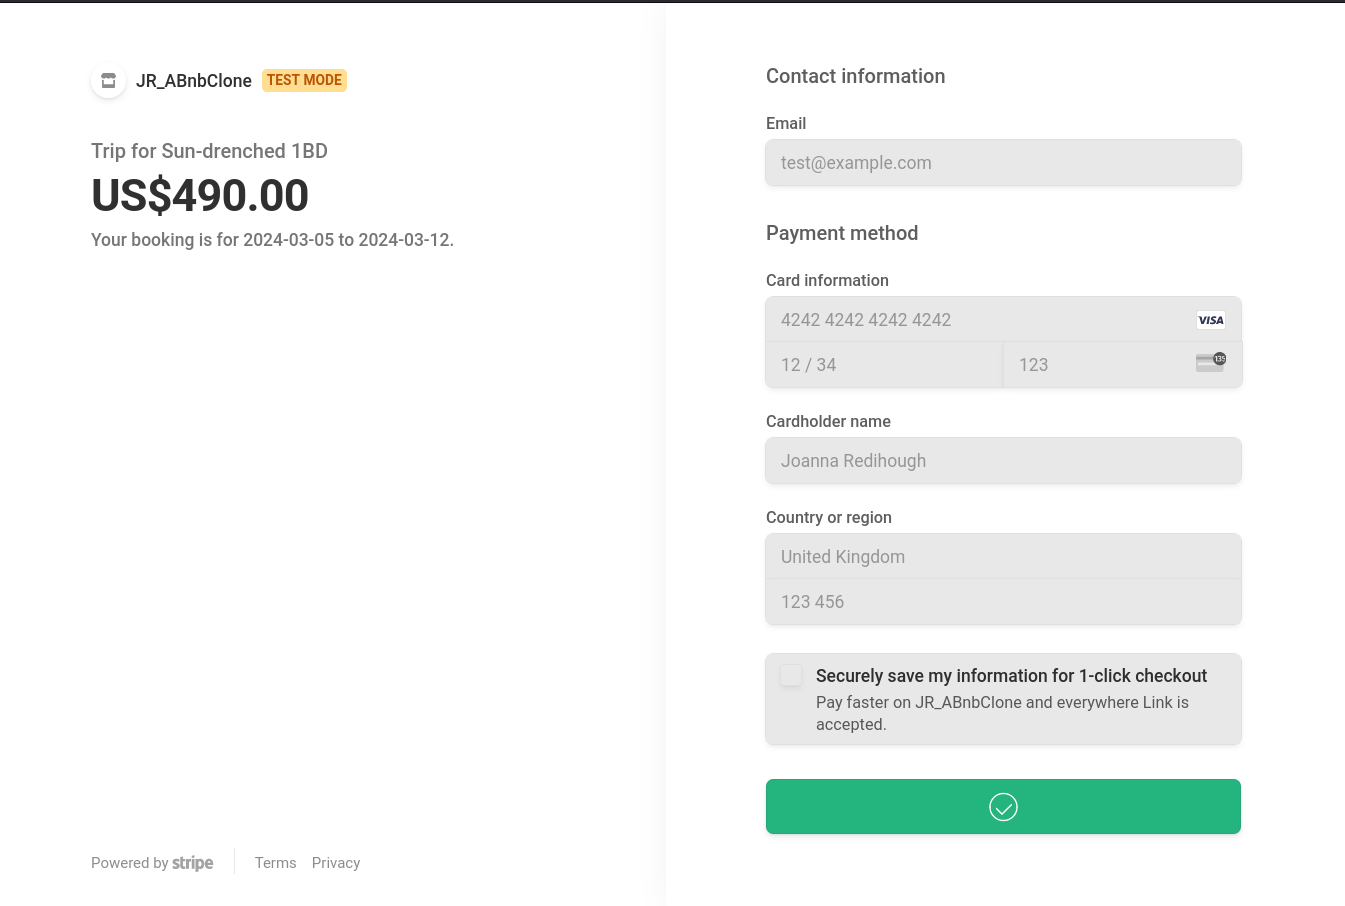 JR_ABnbClone TEST MODE
Trip for Sun-drenched 1BD
US$490.00
Your booking is for 2024-03-05 to 2024-03-12.
Powered by stripe
Terms Privacy
Contact information
Email
test@example.com
Payment method
Card information
4242 4242 4242 4242 VISA
12 / 34 123 135
Cardholder name
Joanna Redihough
Country or region
United Kingdom
123 456
Securely save my information for 1-click checkout
Pay faster on JR_ABnbClone and everywhere Link is
accepted.